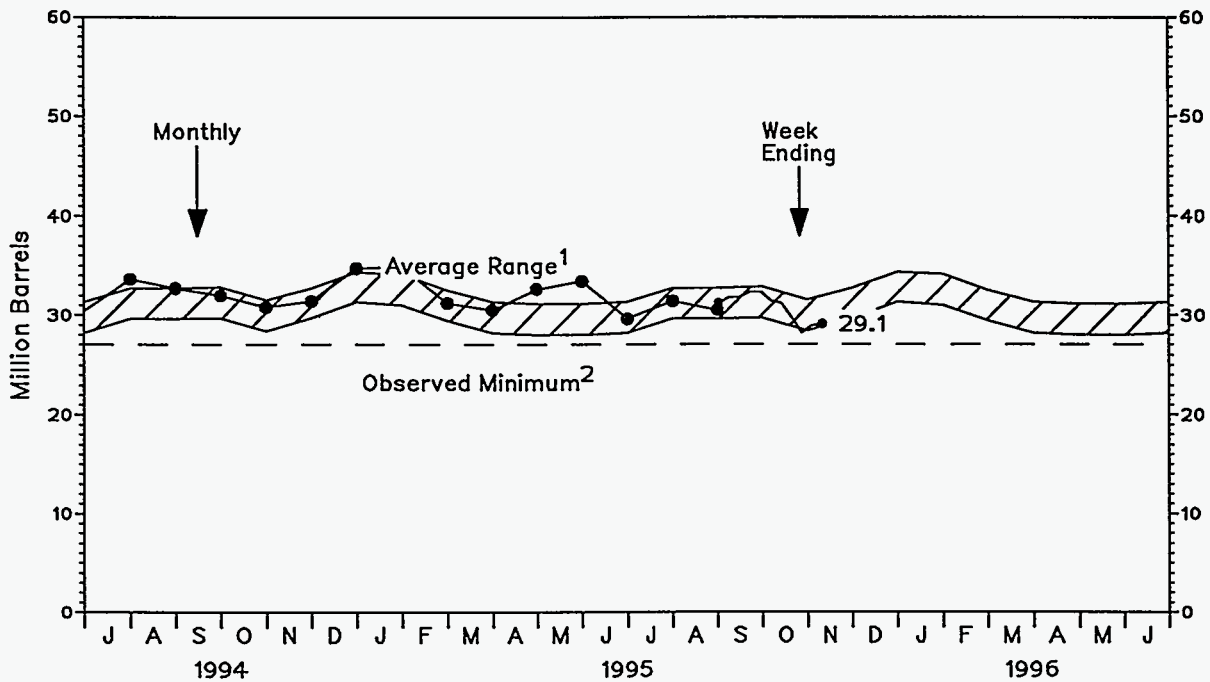 60 60
50 50
Monthly
Week
Ending
40 40
Average Range1
30 30
29.1
Million Barrels
Observed Minimum2
20 20
10 10
0 0
J A S O N D J F M A M J J A S O N D J F M A M J
1994 1995 1996